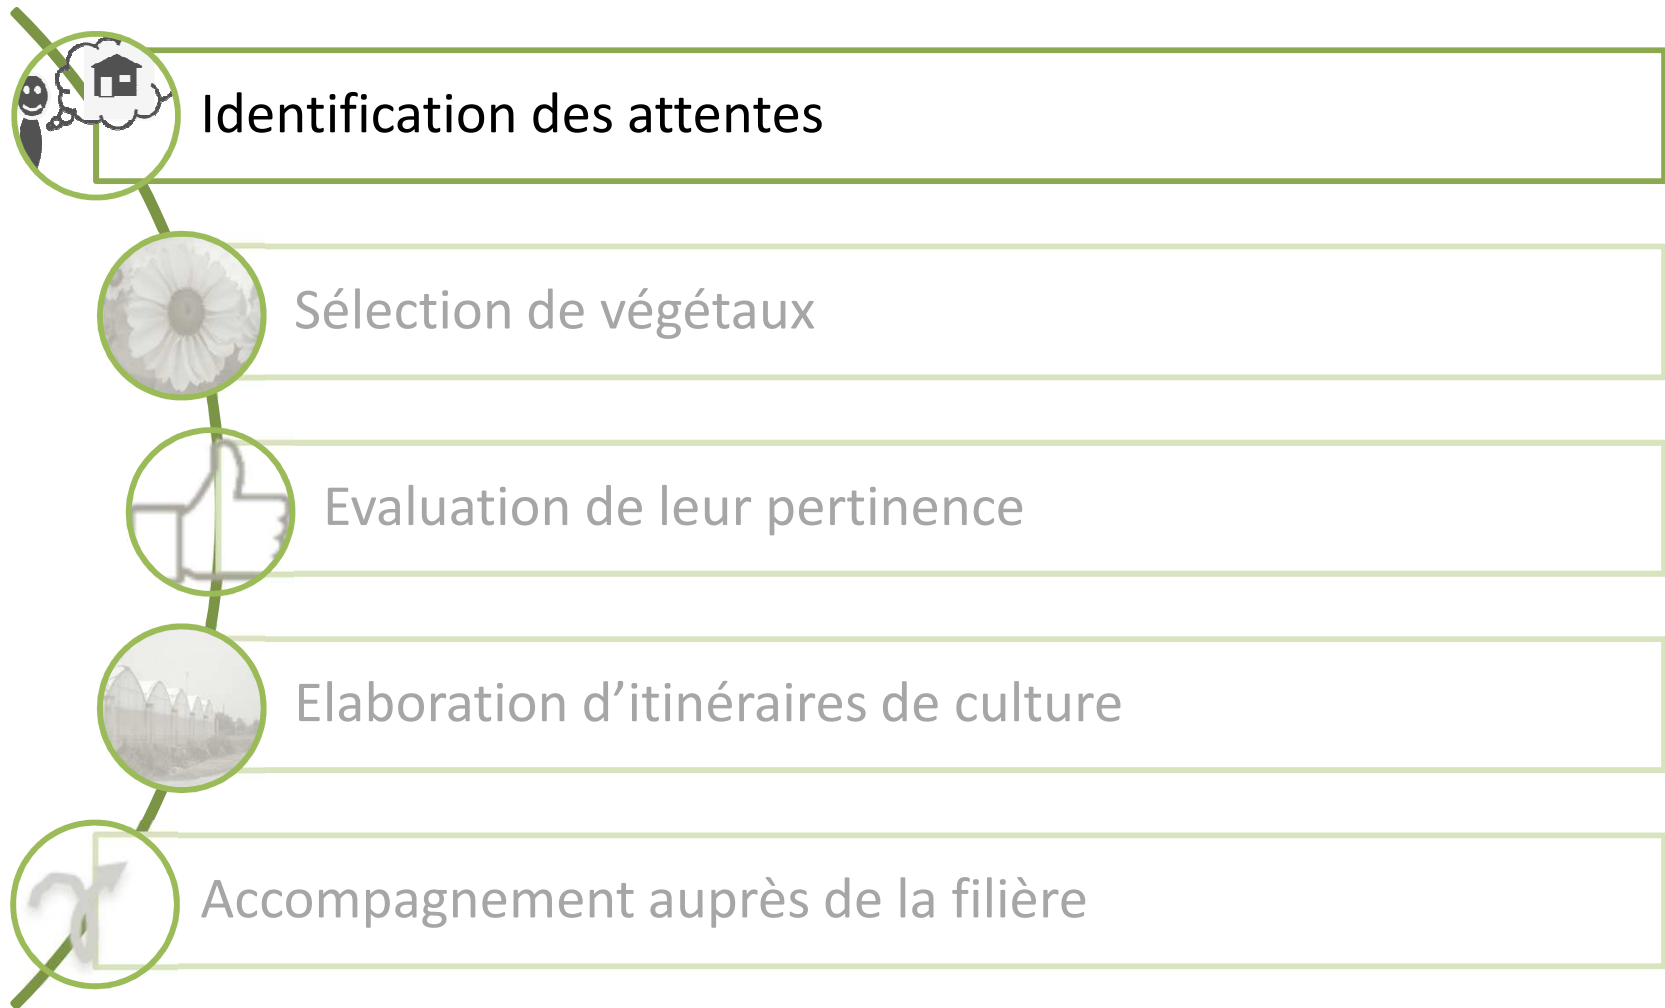 Identification des attentes
Sélection de végétaux
Evaluation de leur pertinence
Elaboration d’itinéraires de culture
Accompagnement auprès de la filière